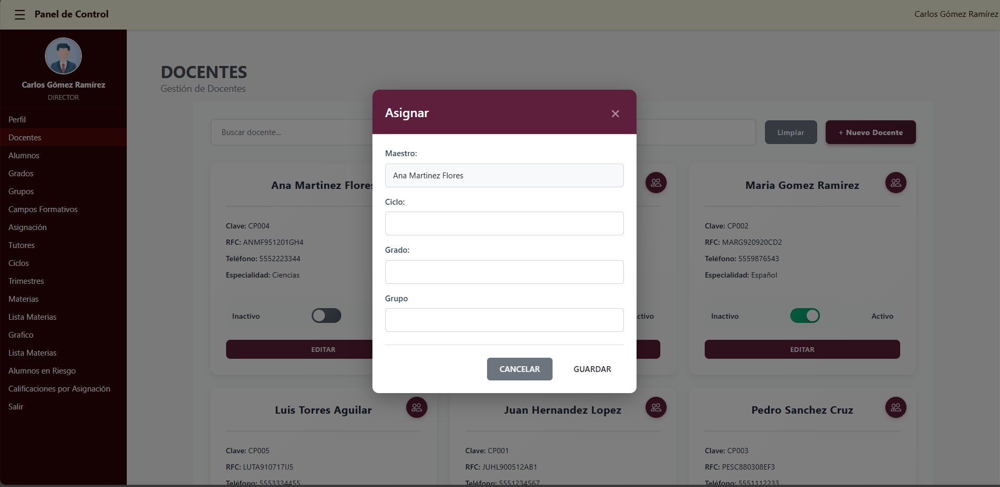 ☰ Panel de Control
Carlos Gómez Ramírez
Carlos Gómez Ramírez
DIRECTOR
Perfil
Docentes
Alumnos
Grados
Grupos
Campos Formativos
Asignación
Tutores
Ciclos
Trimestres
Materias
Lista Materias
Grafico
Lista Materias
Alumnos en Riesgo
Calificaciones por Asignación
Salir
DOCENTES
Gestión de Docentes
Buscar docente...
Limpiar
+ Nuevo Docente
Asignar
×
Maestro:
Ana Martinez Flores
Ciclo:
Grado:
Grupo
CANCELAR
GUARDAR
Ana Martinez Flores
Clave: CP004
RFC: ANMF951201GH4
Teléfono: 5552223344
Especialidad: Ciencias
Inactivo
EDITAR
ctivo
Maria Gomez Ramirez
Clave: CP002
RFC: MARG920920CD2
Teléfono: 5559876543
Especialidad: Español
Inactivo
Activo
EDITAR
Luis Torres Aguilar
Clave: CP005
RFC: LUTA910717IJ5
Teléfono: 5553334455
Juan Hernandez Lopez
Clave: CP001
RFC: JUHL900512AB1
Teléfono: 5551234567
Pedro Sanchez Cruz
Clave: CP003
RFC: PESC880308EF3
Teléfono: 5551112233